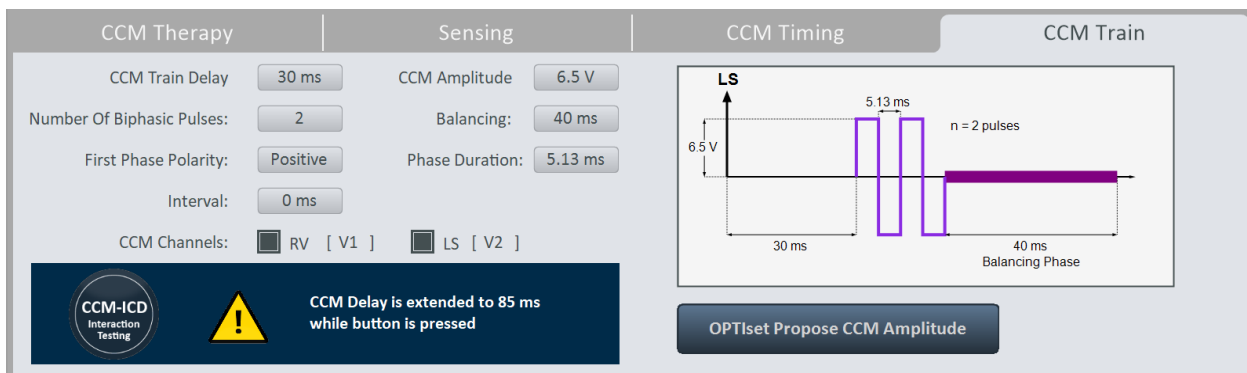 CCM Therapy
Sensing
CCM Timing
CCM Train
CCM Train Delay 30 ms CCM Amplitude 6.5 V
Number Of Biphasic Pulses: 2 Balancing: 40 ms
First Phase Polarity: Positive Phase Duration: 5.13 ms
Interval: 0 ms
CCM Channels: RV [ V1 ] LS [ V2 ]
CCM-ICD
Interaction
Testing
!
CCM Delay is extended to 85 ms
while button is pressed
LS
5.13 ms
n = 2 pulses
6.5 V
30 ms
40 ms
Balancing Phase
OPTIset Propose CCM Amplitude